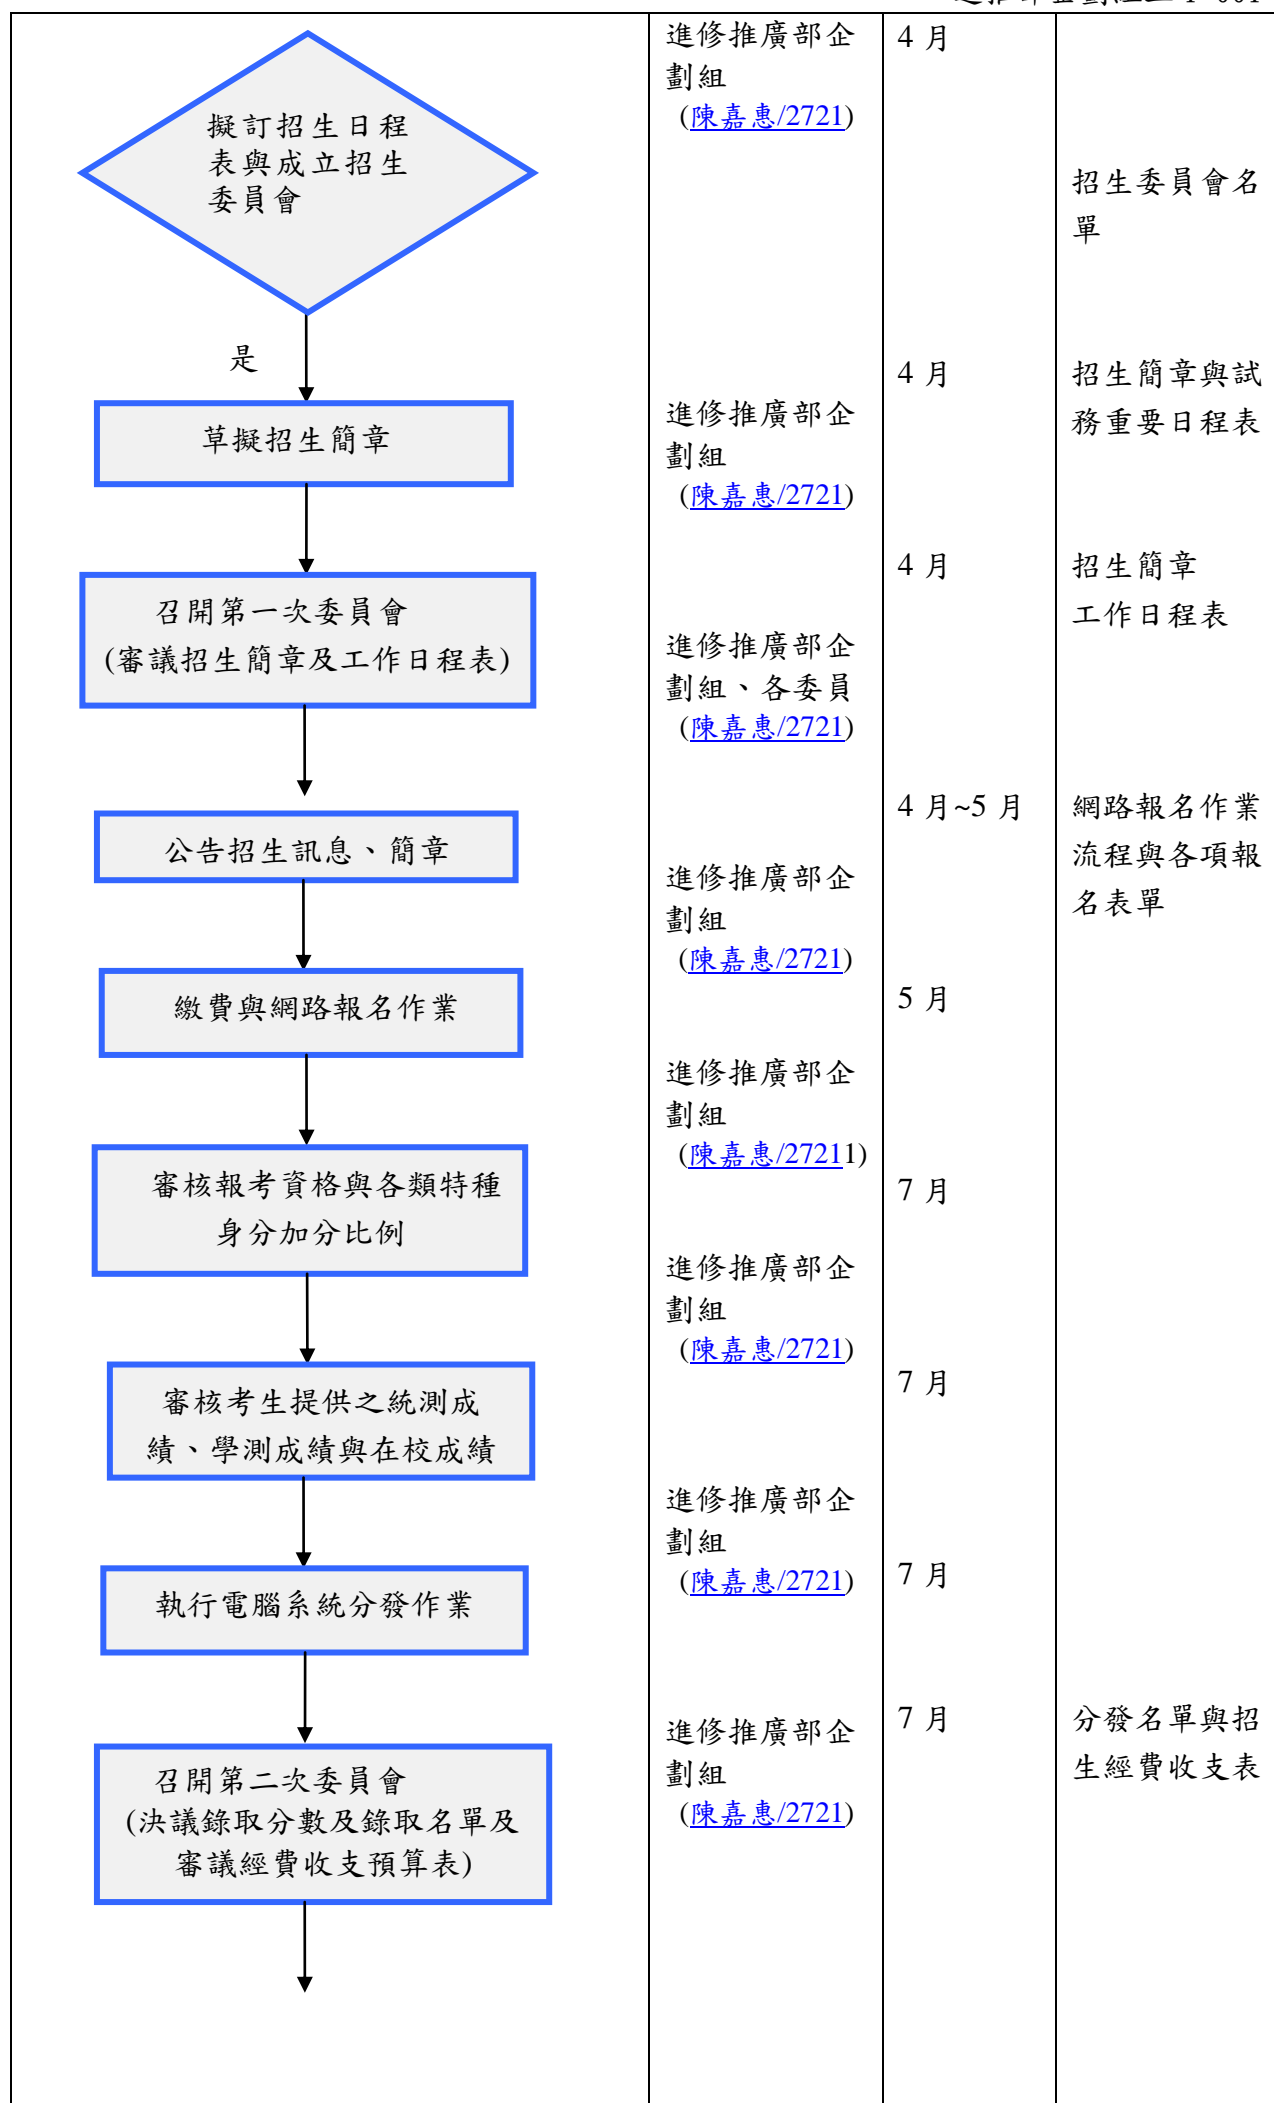 擬訂招生日程
表與成立招生
委員會
是
草擬招生簡章
召開第一次委員會
(審議招生簡章及工作日程表)
公告招生訊息、簡章
繳費與網路報名作業
審核報考資格與各類特種
身分加分比例
審核考生提供之統測成
績、學測成績與在校成績
執行電腦系統分發作業
召開第二次委員會
(決議錄取分數及錄取名單及
審議經費收支預算表)
進修推廣部企
劃組
(陳嘉惠/2721)
進修推廣部企
劃組
(陳嘉惠/2721)
進修推廣部企
劃組、各委員
(陳嘉惠/2721)
進修推廣部企
劃組
(陳嘉惠/2721)
進修推廣部企
劃組
(陳嘉惠/27211)
進修推廣部企
劃組
(陳嘉惠/2721)
進修推廣部企
劃組
(陳嘉惠/2721)
進修推廣部企
劃組
(陳嘉惠/2721)
4 月
4 月
4 月
4 月~5 月
5 月
7 月
7 月
7 月
7 月
招生委員會名
單
招生簡章與試
務重要日程表
招生簡章
工作日程表
網路報名作業
流程與各項報
名表單
分發名單與招
生經費收支表